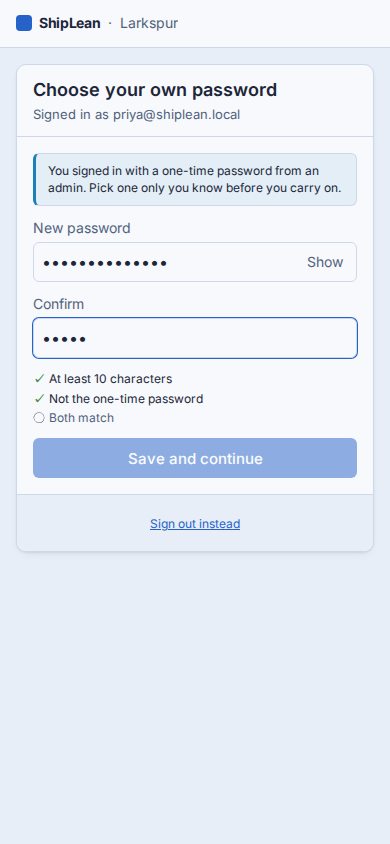 ShipLean · Larkspur
Choose your own password
Signed in as priya@shiplean.local
You signed in with a one-time password from an
admin. Pick one only you know before you carry on.
New password
••••••••••••••
Show
Confirm
•••••
✓ At least 10 characters
✓ Not the one-time password
○ Both match
Save and continue
Sign out instead